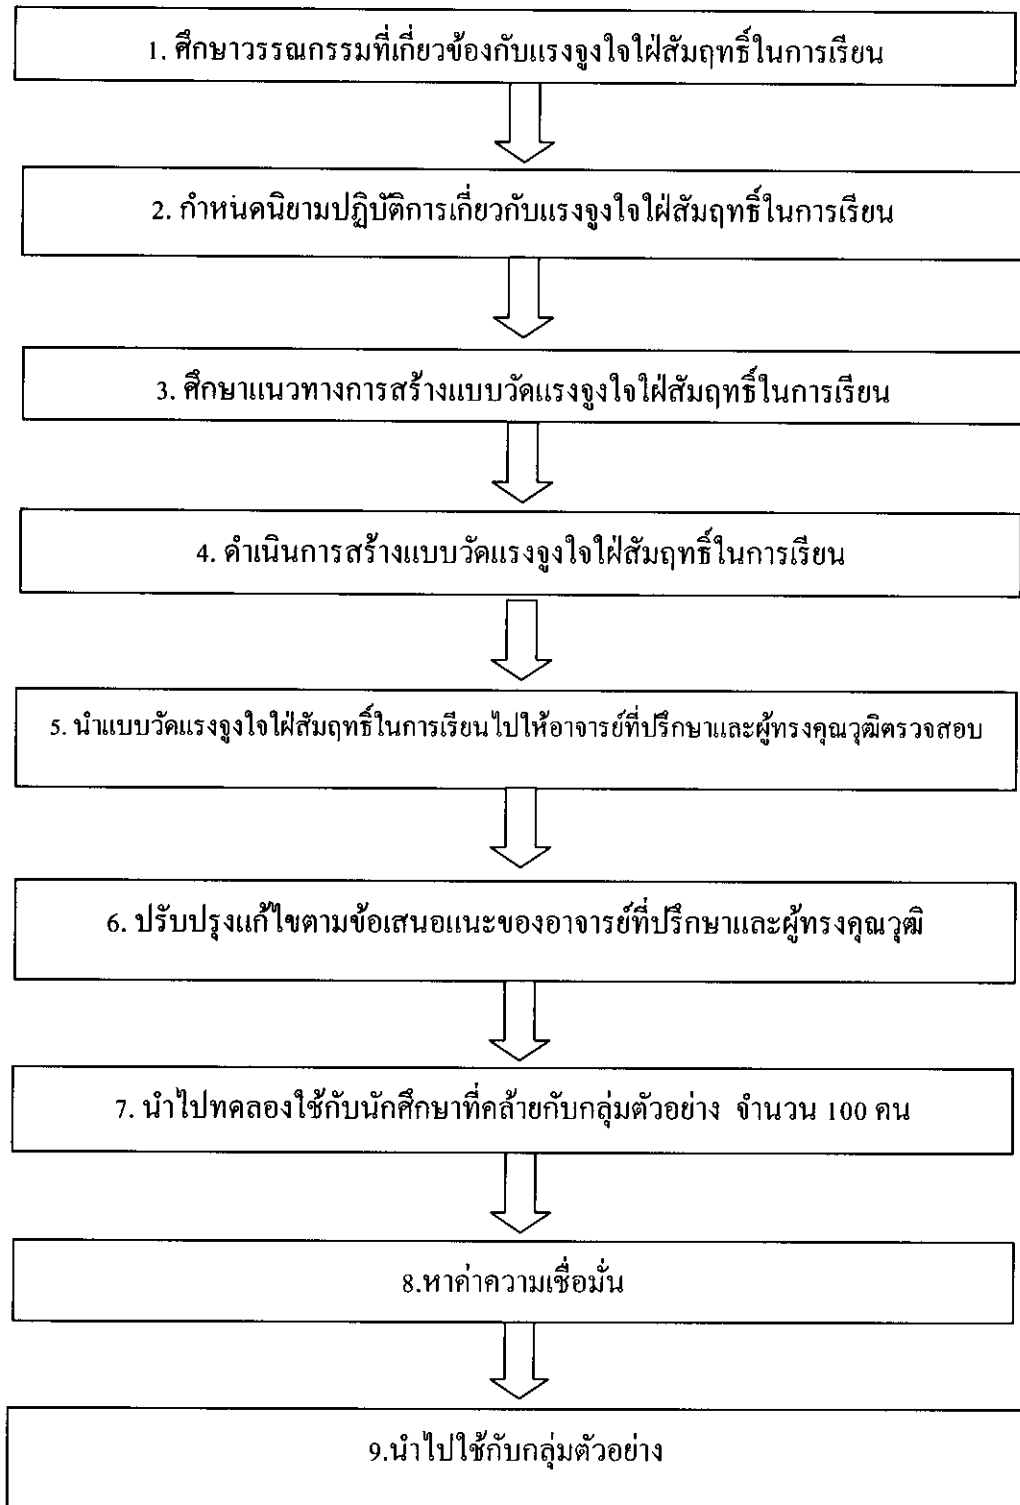 1. ศึกษาวรรณกรรมที่เกี่ยวข้องกับแรงจูงใจใฝ่สัมฤทธิ์ในการเรียน
2. กำหนดนิยามปฏิบัติการเกี่ยวกับแรงจูงใจใฝ่สัมฤทธิ์ในการเรียน
3. ศึกษาแนวทางการสร้างแบบวัดแรงจูงใจใฝ่สัมฤทธิ์ในการเรียน
4. ดำเนินการสร้างแบบวัดแรงจูงใจใฝ่สัมฤทธิ์ในการเรียน
5. นำแบบวัดแรงจูงใจใฝ่สัมฤทธิ์ในการเรียนไปให้อาจารย์ที่ปรึกษาและผู้ทรงคุณวุฒิตรวจสอบ
6. ปรับปรุงแก้ไขตามข้อเสนอแนะของอาจารย์ที่ปรึกษาและผู้ทรงคุณวุฒิ
7. นำไปทดลองใช้กับนักศึกษาที่คล้ายกับกลุ่มตัวอย่าง จำนวน 100 คน
8.หาค่าความเชื่อมั่น
9.นำไปใช้กับกลุ่มตัวอย่าง